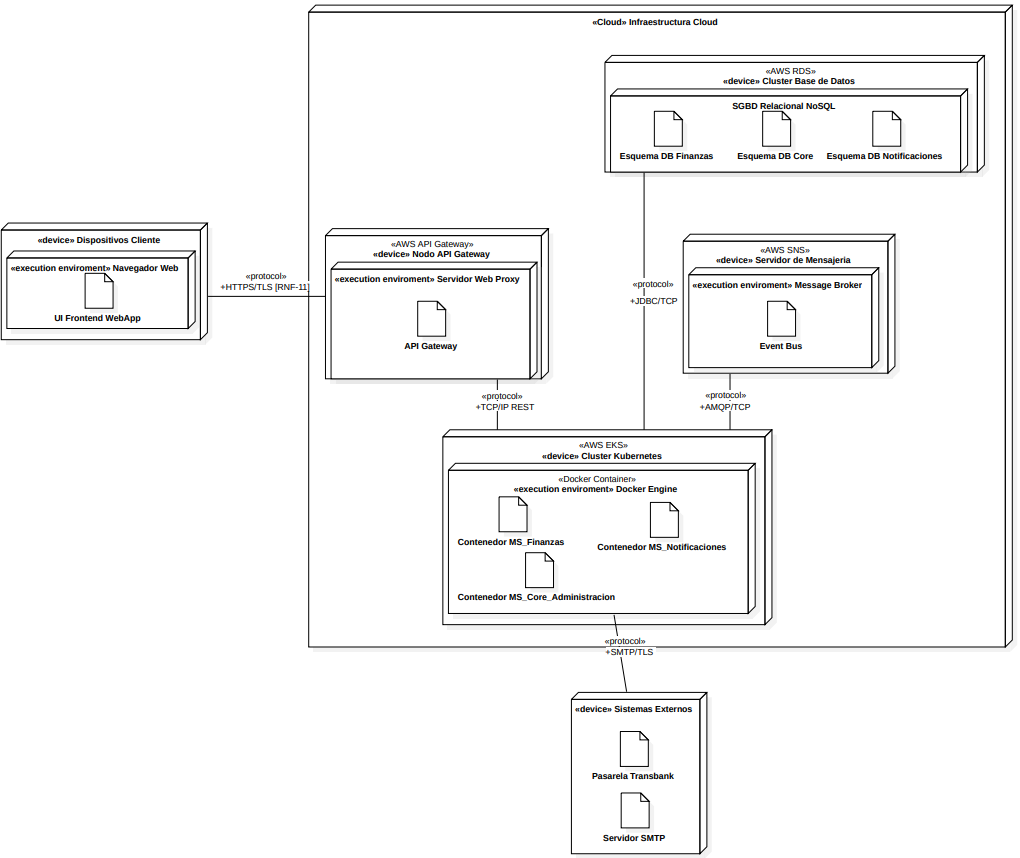 «Cloud» Infraestructura Cloud
«AWS RDS»
«device» Cluster Base de Datos
SGBD Relacional NoSQL
Esquema DB Finanzas
Esquema DB Core
Esquema DB Notificaciones
«device» Dispositivos Cliente
«execution enviroment» Navegador Web
UI Frontend WebApp
«protocol»
+HTTPS/TLS [RNF-11]
«AWS API Gateway»
«device» Nodo API Gateway
«execution enviroment» Servidor Web Proxy
API Gateway
«protocol»
+JDBC/TCP
«AWS SNS»
«device» Servidor de Mensajeria
«execution enviroment» Message Broker
Event Bus
«protocol»
+TCP/IP REST
«protocol»
+AMQP/TCP
«AWS EKS»
«device» Cluster Kubernetes
«Docker Container»
«execution enviroment» Docker Engine
Contenedor MS_Finanzas
Contenedor MS_Notificaciones
Contenedor MS_Core_Administracion
«protocol»
+SMTP/TLS
«device» Sistemas Externos
Pasarela Transbank
Servidor SMTP